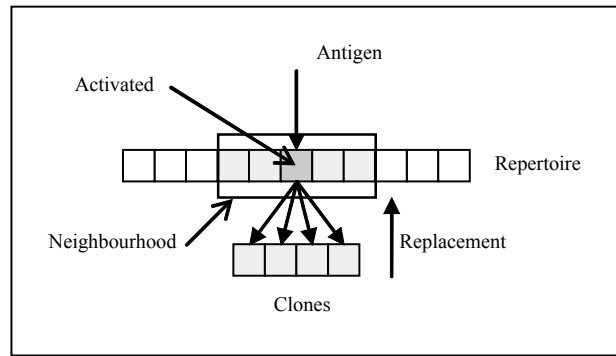 Antigen
Activated
Repertoire
Neighbourhood
Replacement
Clones